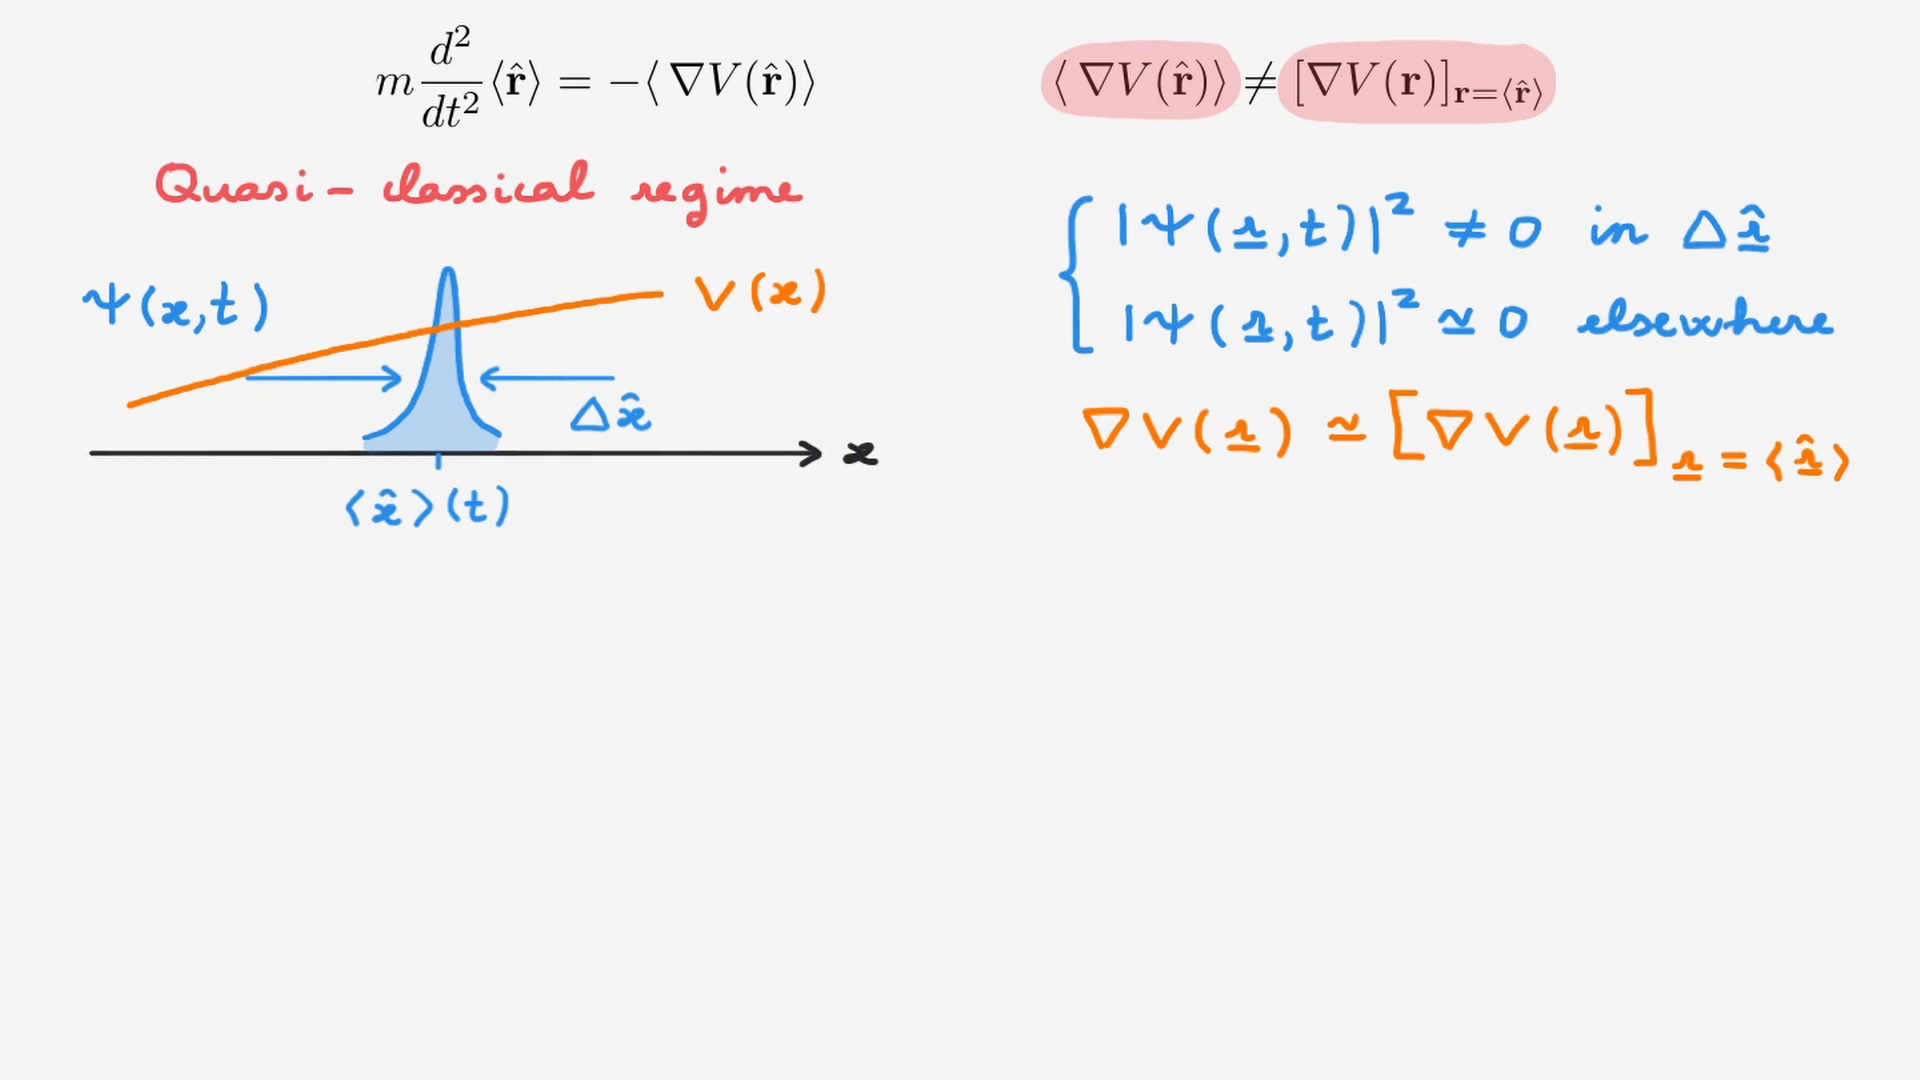 m d²/dt² ⟨r̂⟩ = −⟨∇V(r̂)⟩
⟨∇V(r̂)⟩ ≠ [∇V(r)]_{r=⟨r̂⟩}
Quasi-classical regime
ψ(x,t)
V(x)
Δx̂
x
⟨x̂⟩(t)
|ψ(r,t)|² ≠ 0 in Δr̂
|ψ(r,t)|² ≃ 0 elsewhere
∇V(r) ≃ [∇V(r)]_{r=⟨r̂⟩}